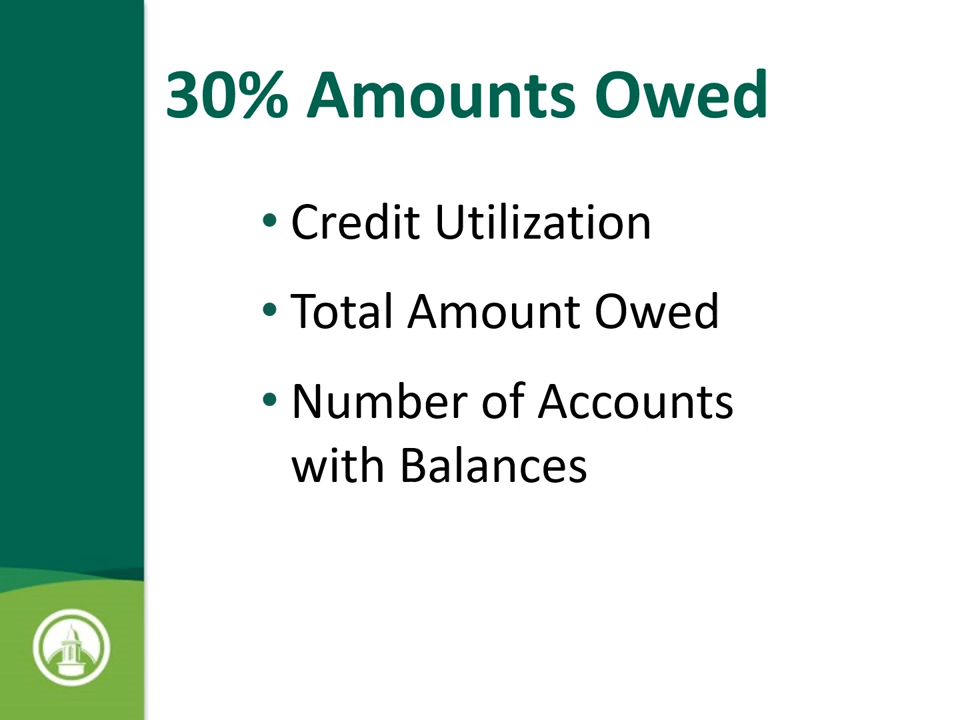 30% Amounts Owed
• Credit Utilization
• Total Amount Owed
• Number of Accounts
with Balances